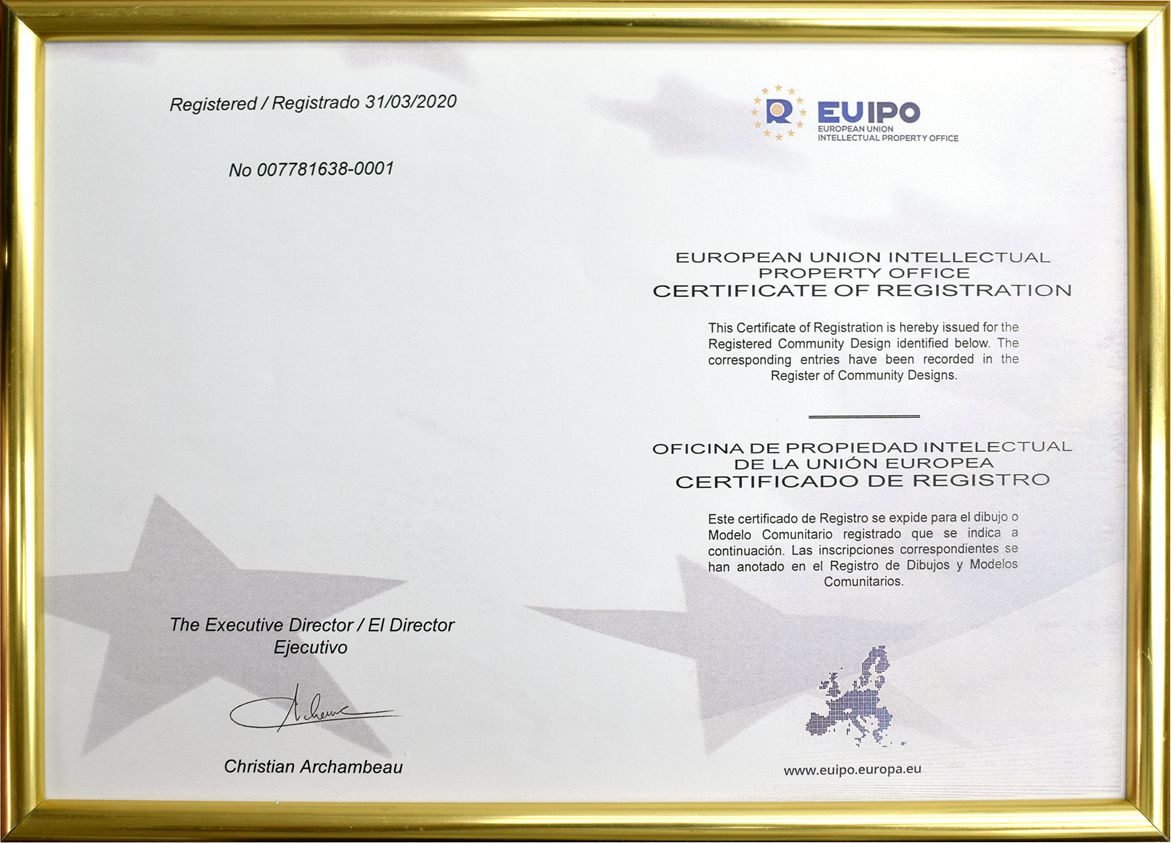 Registered / Registrado 31/03/2020
No 007781638-0001
The Executive Director / El Director
Ejecutivo
Christian Archambeau
R
EUIPO
EUROPEAN UNION
INTELLECTUAL PROPERTY OFFICE
EUROPEAN UNION INTELLECTUAL
PROPERTY OFFICE
CERTIFICATE OF REGISTRATION
This Certificate of Registration is hereby issued for the
Registered Community Design identified below. The
corresponding entries have been recorded in the
Register of Community Designs.
OFICINA DE PROPIEDAD INTELECTUAL
DE LA UNIÓN EUROPEA
CERTIFICADO DE REGISTRO
Este certificado de Registro se expide para el dibujo o
Modelo Comunitario registrado que se indica a
continuación. Las inscripciones correspondientes se
han anotado en el Registro de Dibujos y Modelos
Comunitarios.
www.euipo.europa.eu